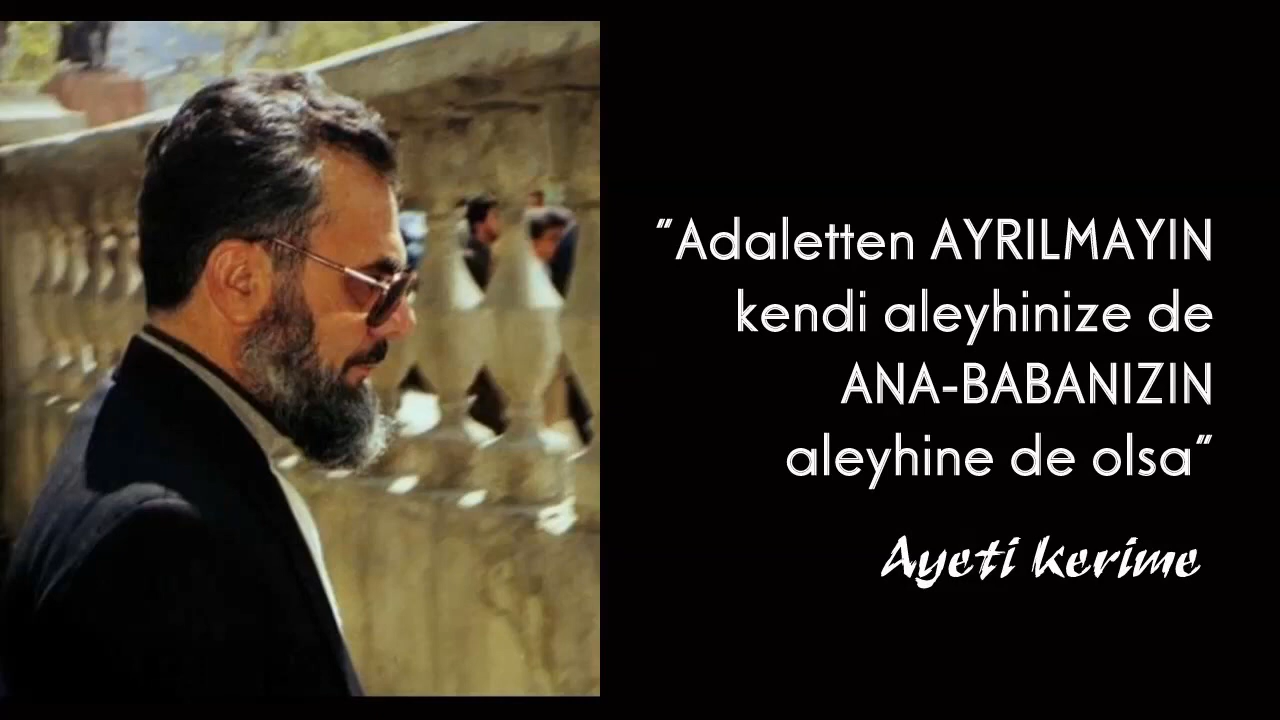 "Adaletten AYRILMAYIN
kendi aleyhinize de
ANA-BABANIZIN
aleyhine de olsa"
Ayeti kerime